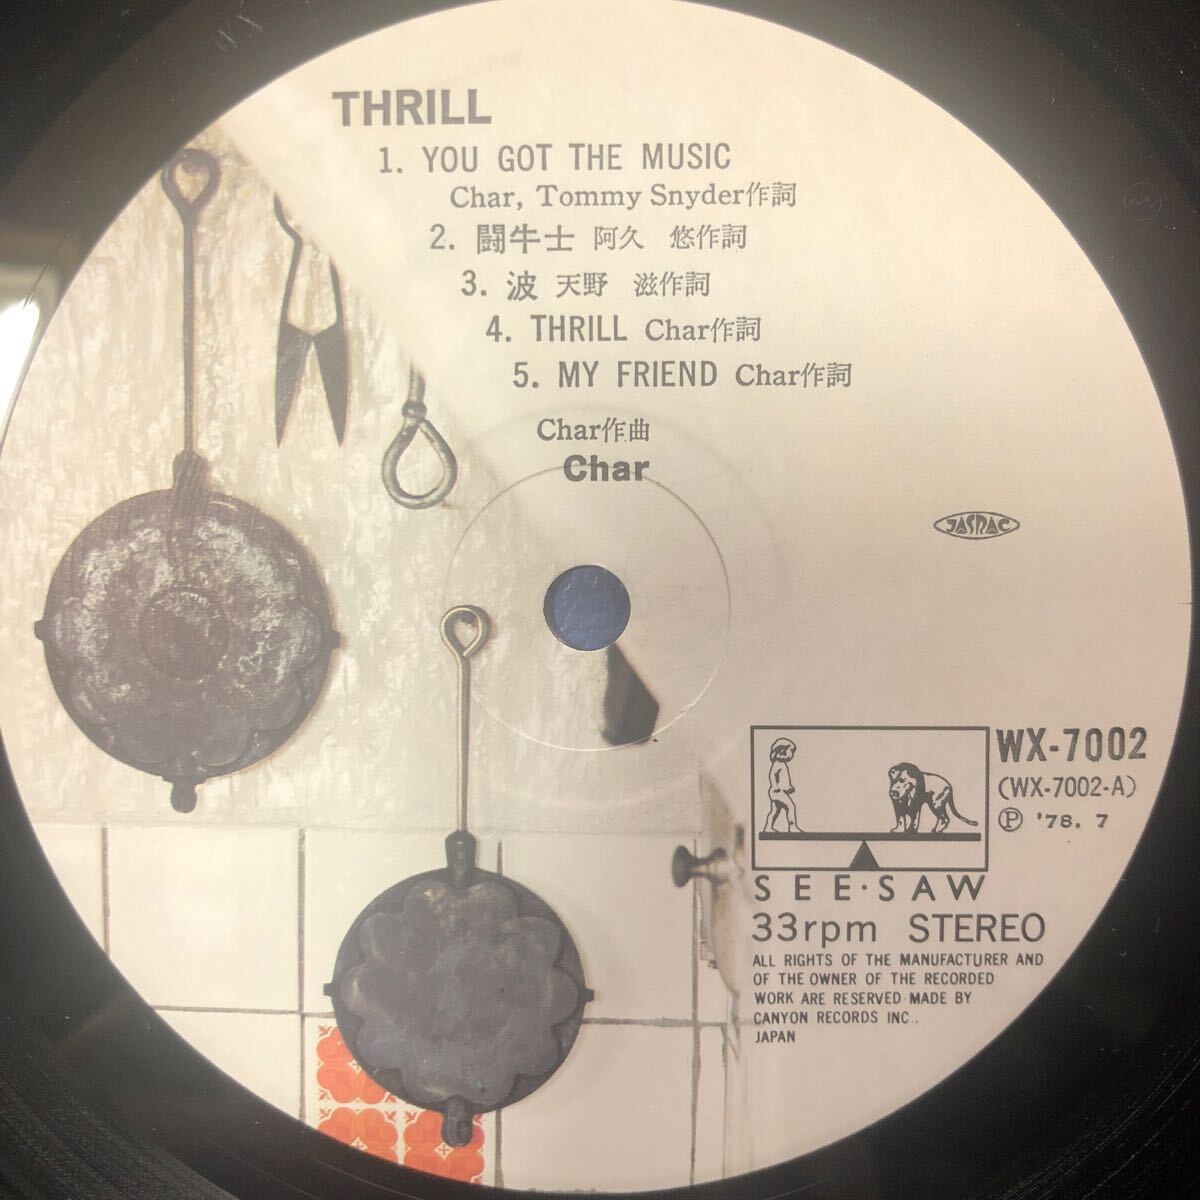 THRILL
1. YOU GOT THE MUSIC
Char, Tommy Snyder作詞
2. 闘牛士 阿久 悠作詞
3. 波 天野 滋作詞
4. THRILL Char作詞
5. MY FRIEND Char作詞
Char作曲
Char
JASRAC
WX-7002
(WX-7002-A)
Ⓟ '78. 7
SEE·SAW
33rpm STEREO
ALL RIGHTS OF THE MANUFACTURER AND
OF THE OWNER OF THE RECORDED
WORK ARE RESERVED MADE BY
CANYON RECORDS INC.,
JAPAN